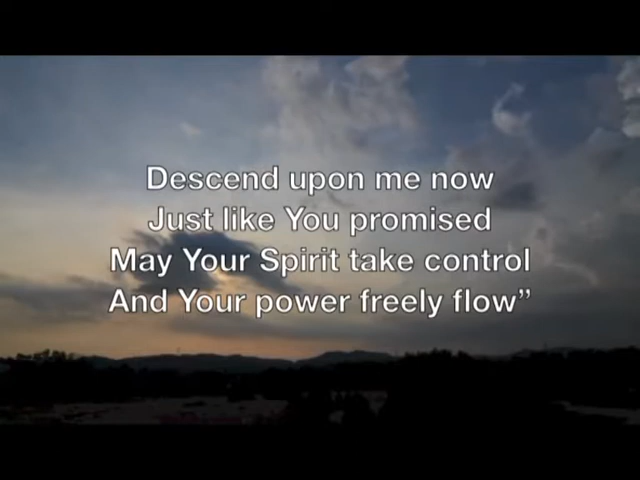 Descend upon me now
Just like You promised
May Your Spirit take control
And Your power freely flow”